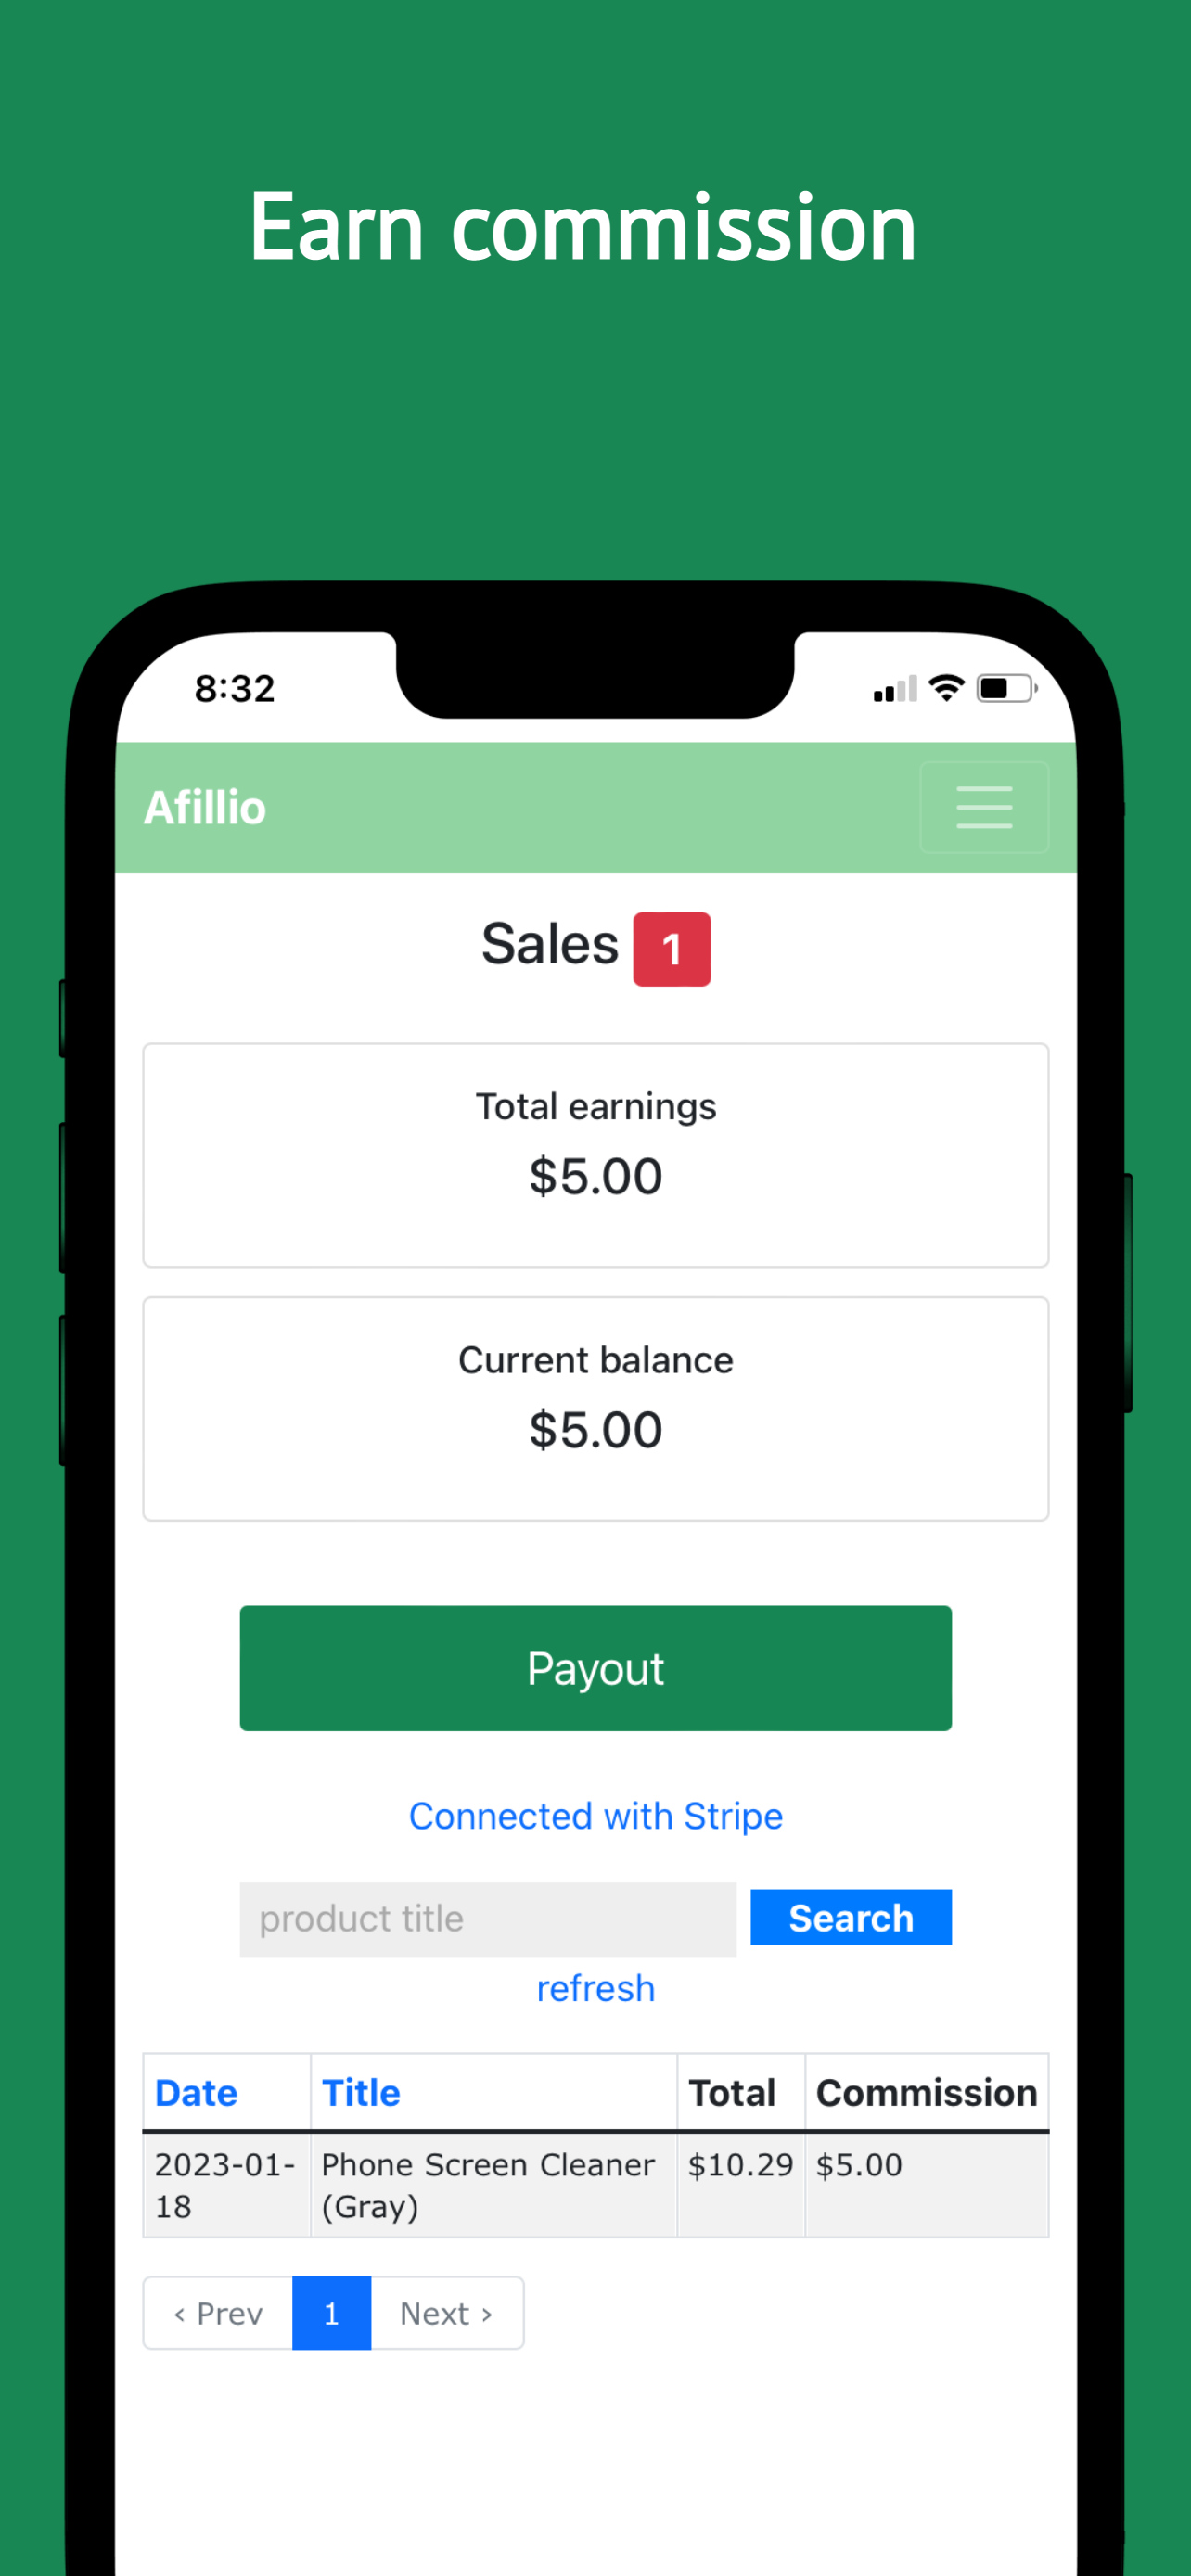 Earn commission
8:32
Afillio
Sales 1
Total earnings
$5.00
Current balance
$5.00
Payout
Connected with Stripe
product title Search
refresh
Date Title Total Commission
2023-01- Phone Screen Cleaner $10.29 $5.00
18 (Gray)
‹ Prev 1 Next ›